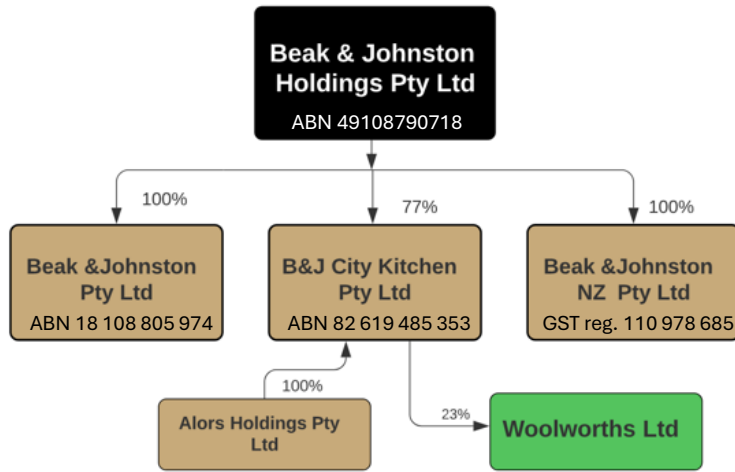 Beak & Johnston
Holdings Pty Ltd
ABN 49108790718
100%
77%
100%
Beak &Johnston
Pty Ltd
ABN 18 108 805 974
B&J City Kitchen
Pty Ltd
ABN 82 619 485 353
Beak &Johnston
NZ Pty Ltd
GST reg. 110 978 685
100%
23%
Alors Holdings Pty
Ltd
Woolworths Ltd